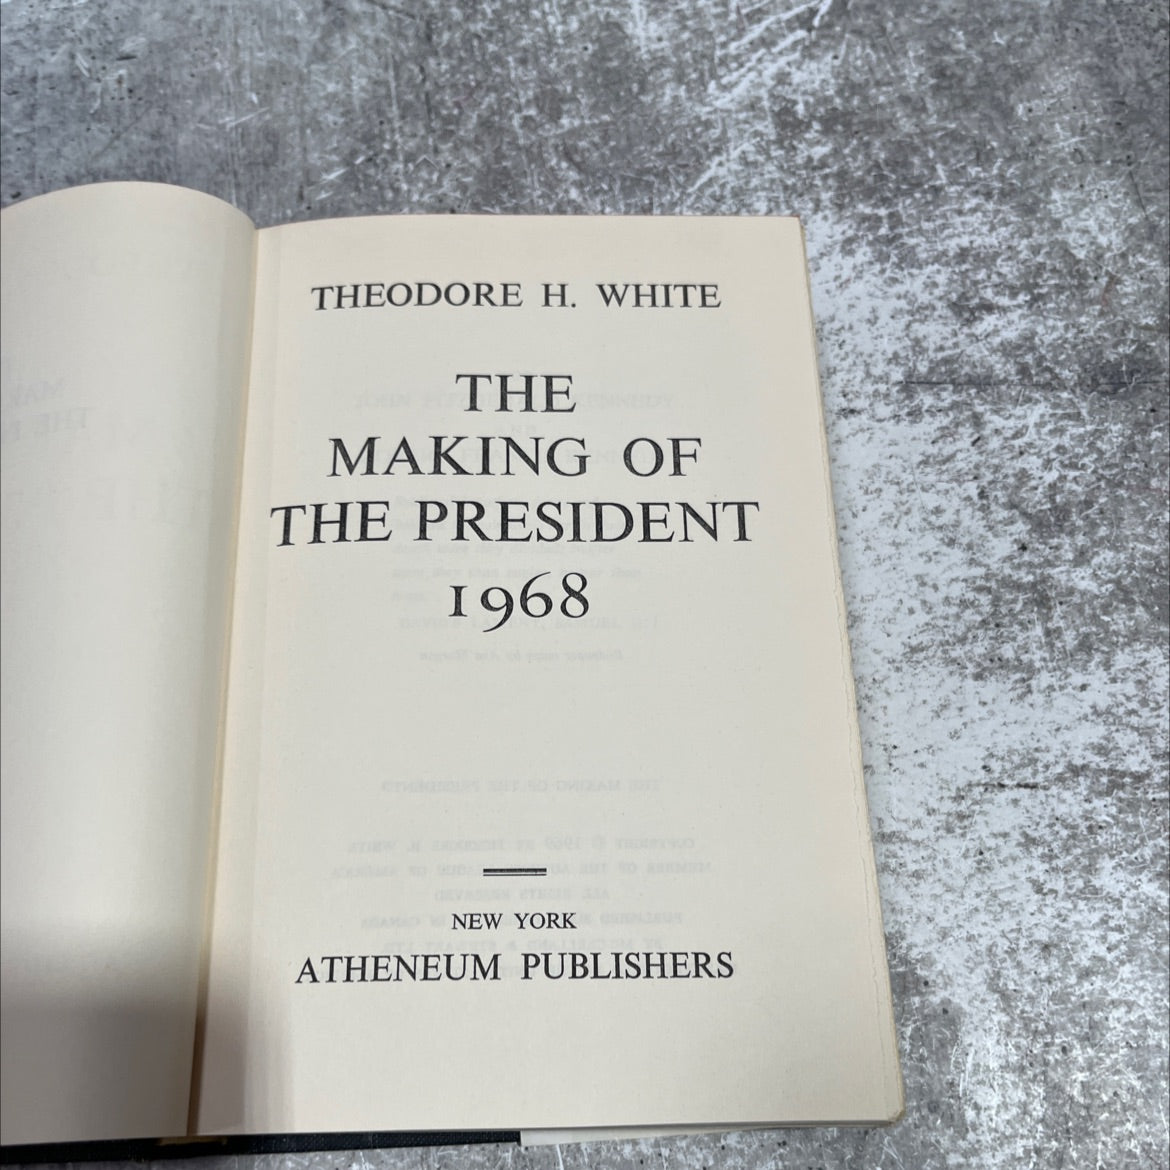 THEODORE H. WHITE
THE
MAKING OF
THE PRESIDENT
1968
NEW YORK
ATHENEUM PUBLISHERS